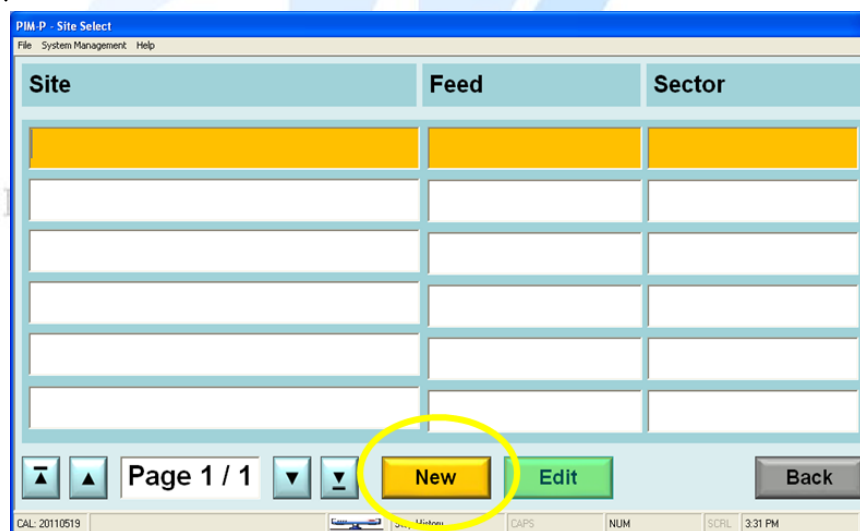 PIM-P - Site Select
File System Management Help
Site Feed Sector
Page 1 / 1 New Edit Back
CAL: 20110519 History CAPS NUM SCRL 3:31 PM